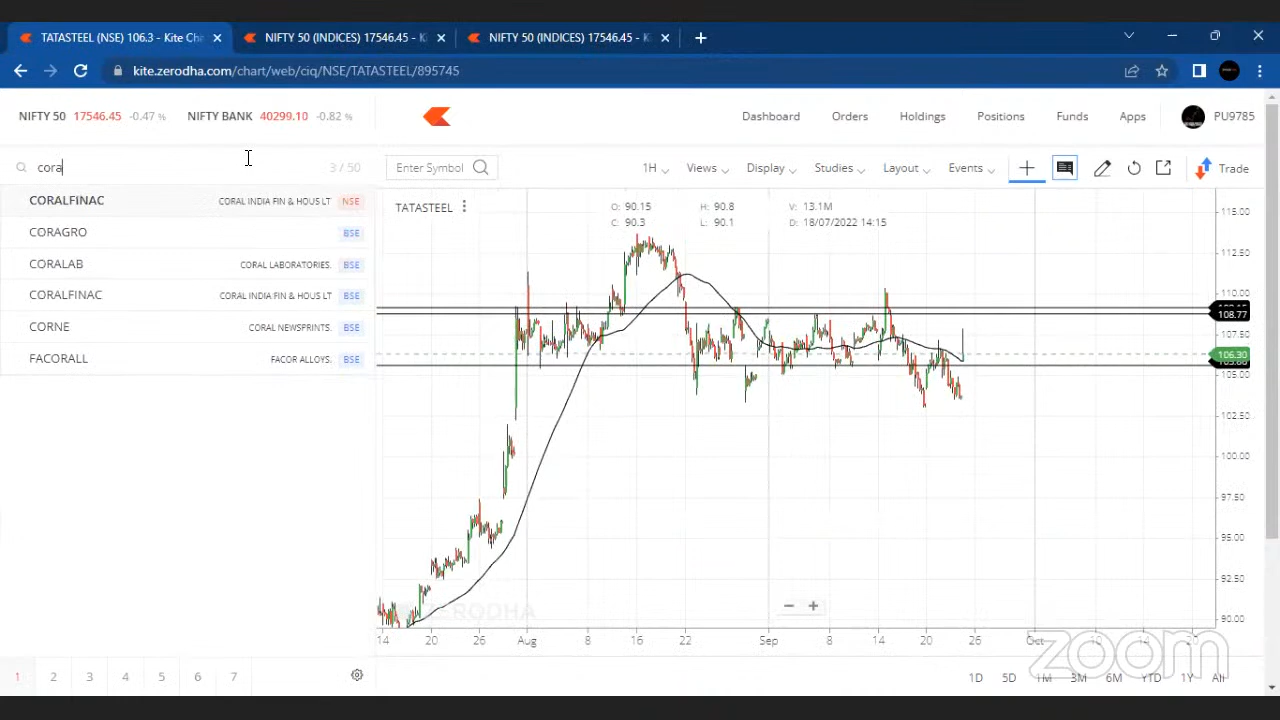 TATASTEEL (NSE) 106.3 - Kite Cha
NIFTY 50 (INDICES) 17546.45 - Ki
NIFTY 50 (INDICES) 17546.45 - Ki
kite.zerodha.com/chart/web/ciq/NSE/TATASTEEL/895745
NIFTY 50 17546.45 -0.47 % NIFTY BANK 40299.10 -0.82 %
Dashboard Orders Holdings Positions Funds Apps PU9785
cora 3 / 50
Enter Symbol 1H Views Display Studies Layout Events Trade
CORALFINAC CORAL INDIA FIN & HOUS LT NSE
CORAGRO BSE
CORALAB CORAL LABORATORIES. BSE
CORALFINAC CORAL INDIA FIN & HOUS LT BSE
CORNE CORAL NEWSPRINTS. BSE
FACORALL FACOR ALLOYS. BSE
TATASTEEL
O: 90.15 H: 90.8 V: 13.1M
C: 90.3 L: 90.1 D: 18/07/2022 14:15
115.00
112.50
110.00
108.77
107.50
106.30
105.00
102.50
100.00
97.50
95.00
92.50
90.00
ZERODHA
14 20 26 Aug 8 16 22 Sep 8 14 20 26 Oct
zoom
1 2 3 4 5 6 7
1D 5D 1M 3M 6M YTD 1Y All